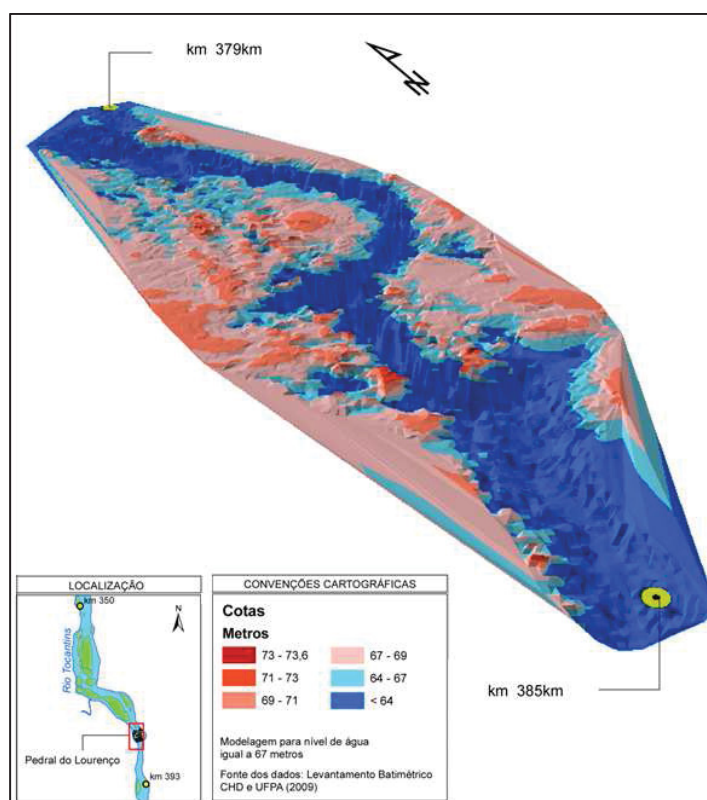 km 379km
N
km 385km
LOCALIZAÇÃO
km 350
N
Rio Tocantins
Pedral do Lourenço
km 393
CONVENÇÕES CARTOGRÁFICAS
Cotas
Metros
73 - 73,6
71 - 73
69 - 71
67 - 69
64 - 67
< 64
Modelagem para nível de água
igual a 67 metros
Fonte dos dados: Levantamento Batimétrico
CHD e UFPA (2009)